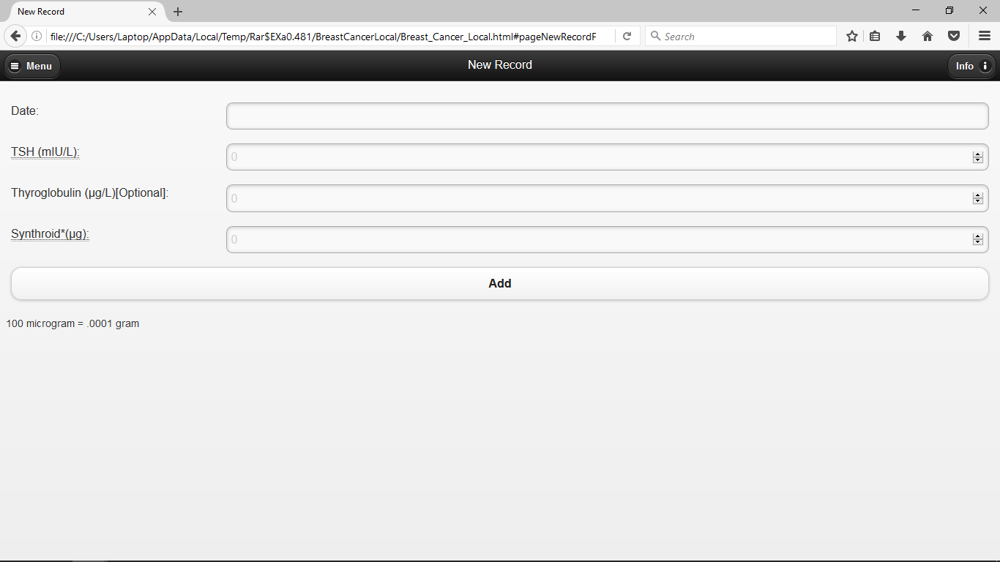 New Record
file:///C:/Users/Laptop/AppData/Local/Temp/Rar$EXa0.481/BreastCancerLocal/Breast_Cancer_Local.html#pageNewRecordF
Search
Menu
New Record
Info
Date:
TSH (mIU/L):
0
Thyroglobulin (µg/L)[Optional]:
0
Synthroid*(µg):
0
Add
100 microgram = .0001 gram